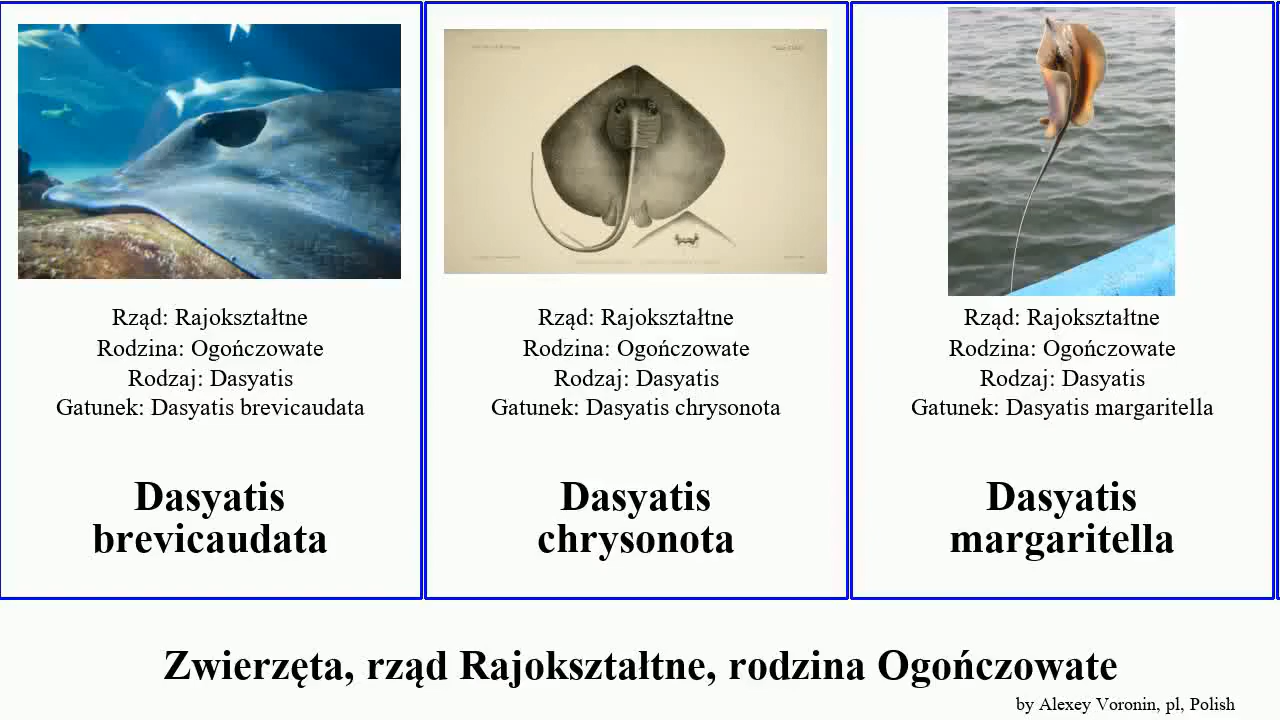 Rząd: Rajokształtne
Rodzina: Ogończowate
Rodzaj: Dasyatis
Gatunek: Dasyatis brevicaudata
Dasyatis
brevicaudata
Rząd: Rajokształtne
Rodzina: Ogończowate
Rodzaj: Dasyatis
Gatunek: Dasyatis chrysonota
Dasyatis
chrysonota
Rząd: Rajokształtne
Rodzina: Ogończowate
Rodzaj: Dasyatis
Gatunek: Dasyatis margaritella
Dasyatis
margaritella
Zwierzęta, rząd Rajokształtne, rodzina Ogończowate
by Alexey Voronin, pl, Polish